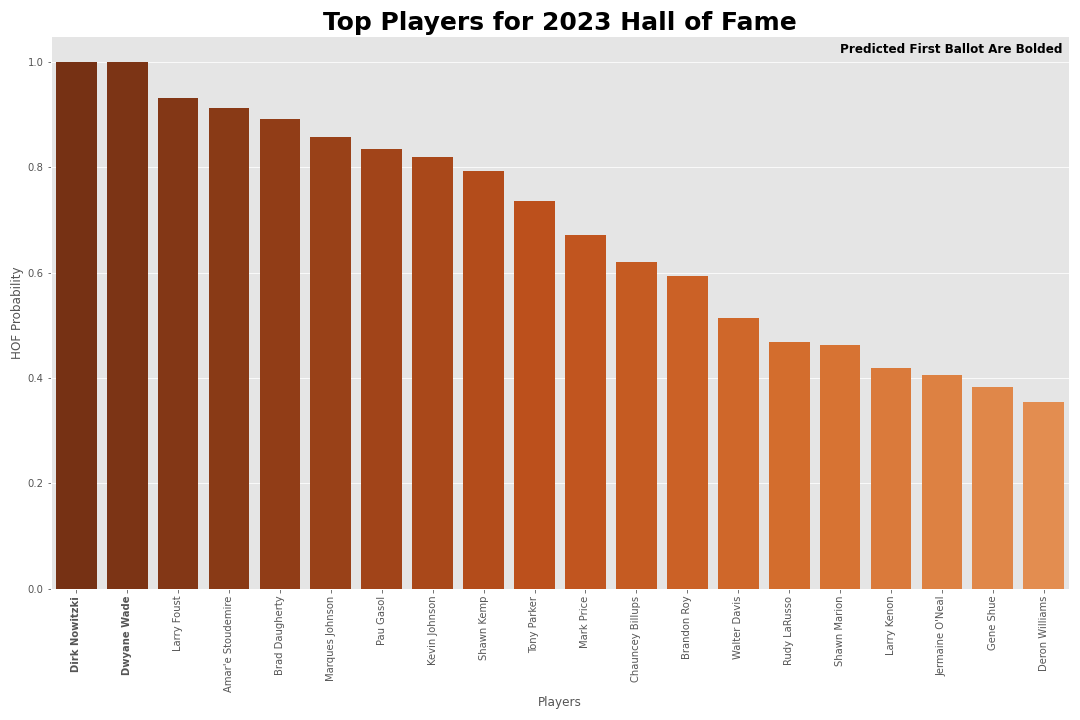 Top Players for 2023 Hall of Fame
Predicted First Ballot Are Bolded
HOF Probability
1.0
0.8
0.6
0.4
0.2
0.0
Dirk Nowitzki
Dwyane Wade
Larry Foust
Amar'e Stoudemire
Brad Daugherty
Marques Johnson
Pau Gasol
Kevin Johnson
Shawn Kemp
Tony Parker
Mark Price
Chauncey Billups
Brandon Roy
Walter Davis
Rudy LaRusso
Shawn Marion
Larry Kenon
Jermaine O'Neal
Gene Shue
Deron Williams
Players